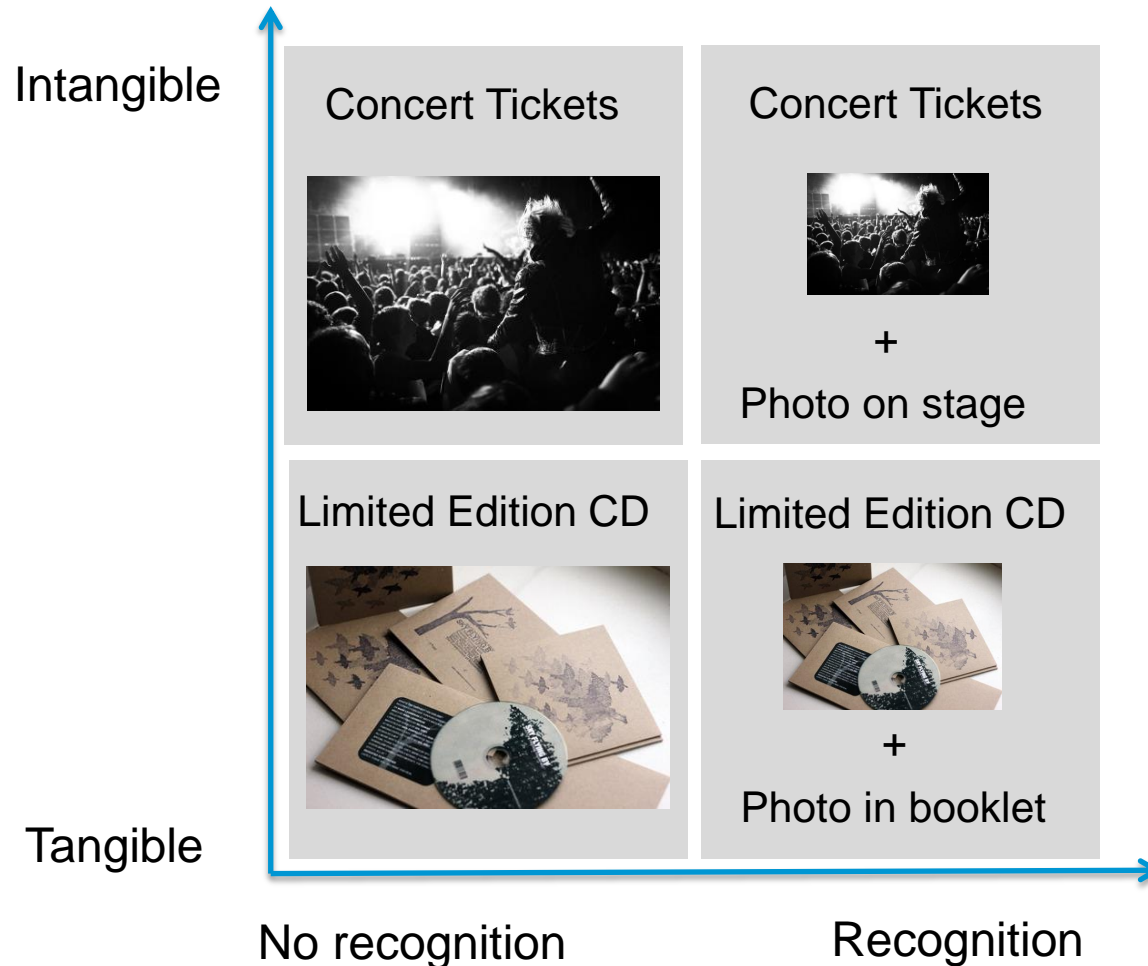 Intangible
Concert Tickets
Concert Tickets
+
Photo on stage
Limited Edition CD
Limited Edition CD
+
Photo in booklet
Tangible
No recognition
Recognition